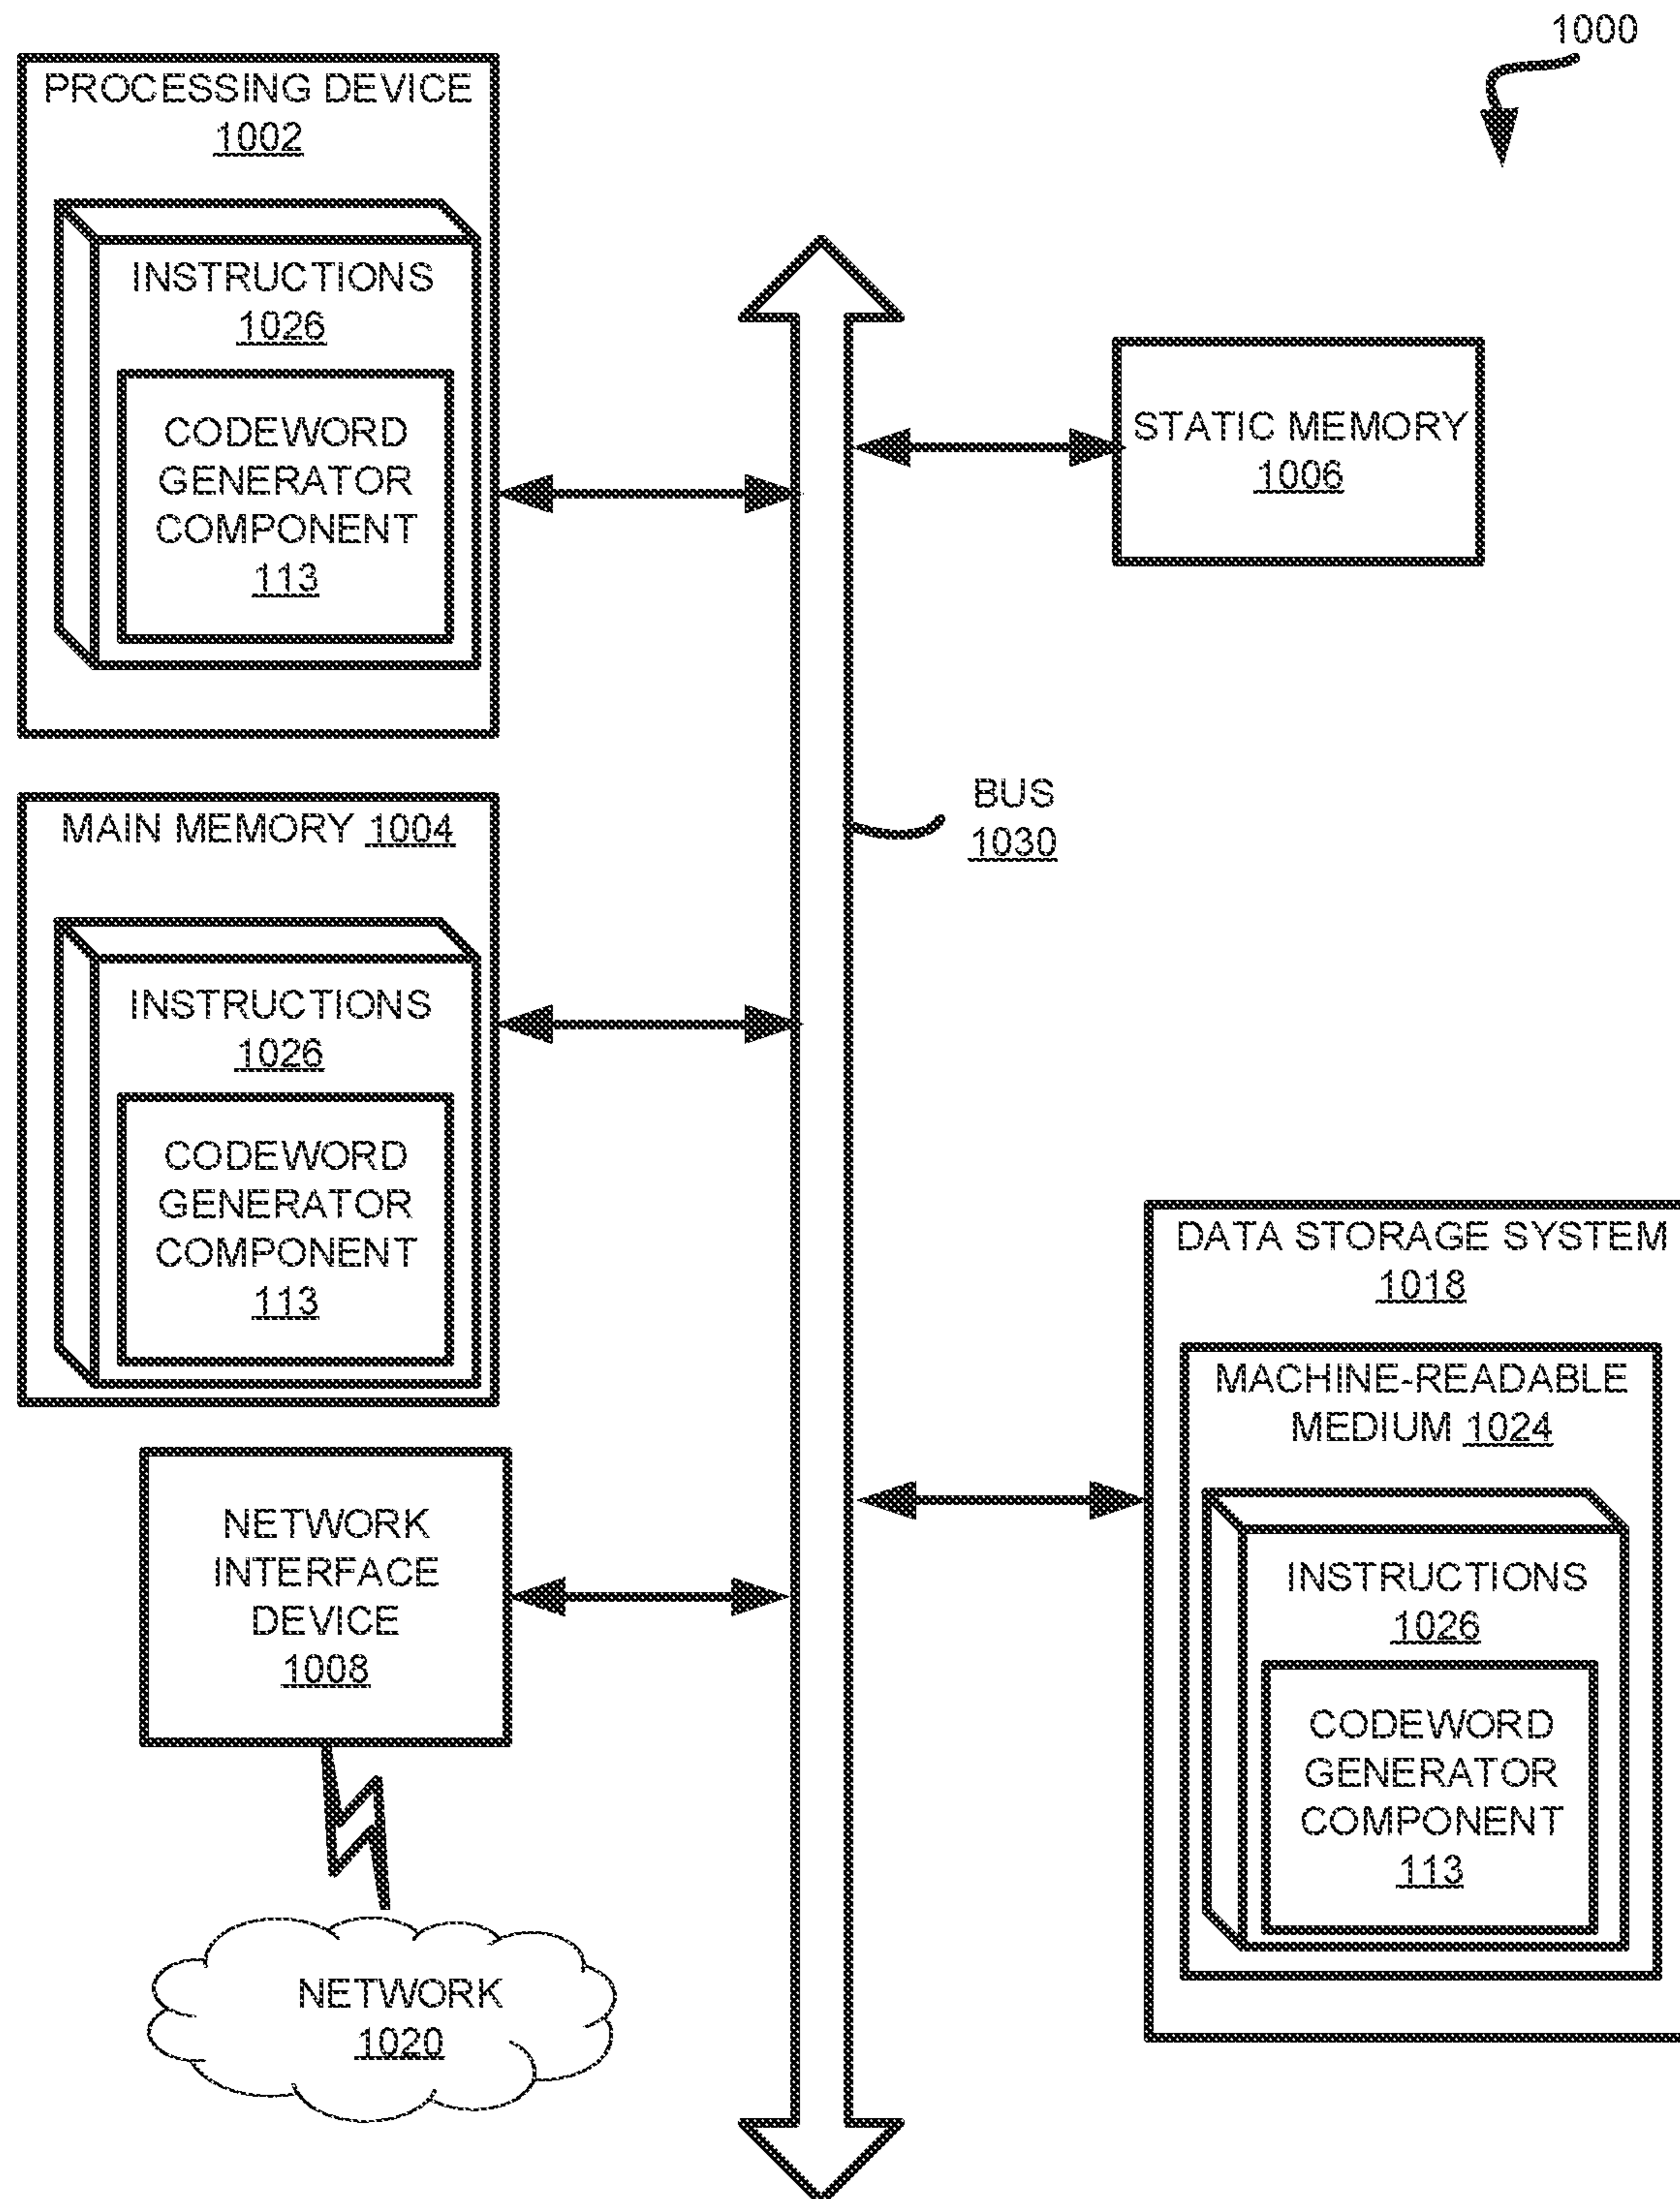 1000
PROCESSING DEVICE
1002
INSTRUCTIONS
1026
CODEWORD
GENERATOR
COMPONENT
113
STATIC MEMORY
1006
BUS
1030
MAIN MEMORY 1004
INSTRUCTIONS
1026
CODEWORD
GENERATOR
COMPONENT
113
NETWORK
INTERFACE
DEVICE
1008
NETWORK
1020
DATA STORAGE SYSTEM
1018
MACHINE-READABLE
MEDIUM 1024
INSTRUCTIONS
1026
CODEWORD
GENERATOR
COMPONENT
113